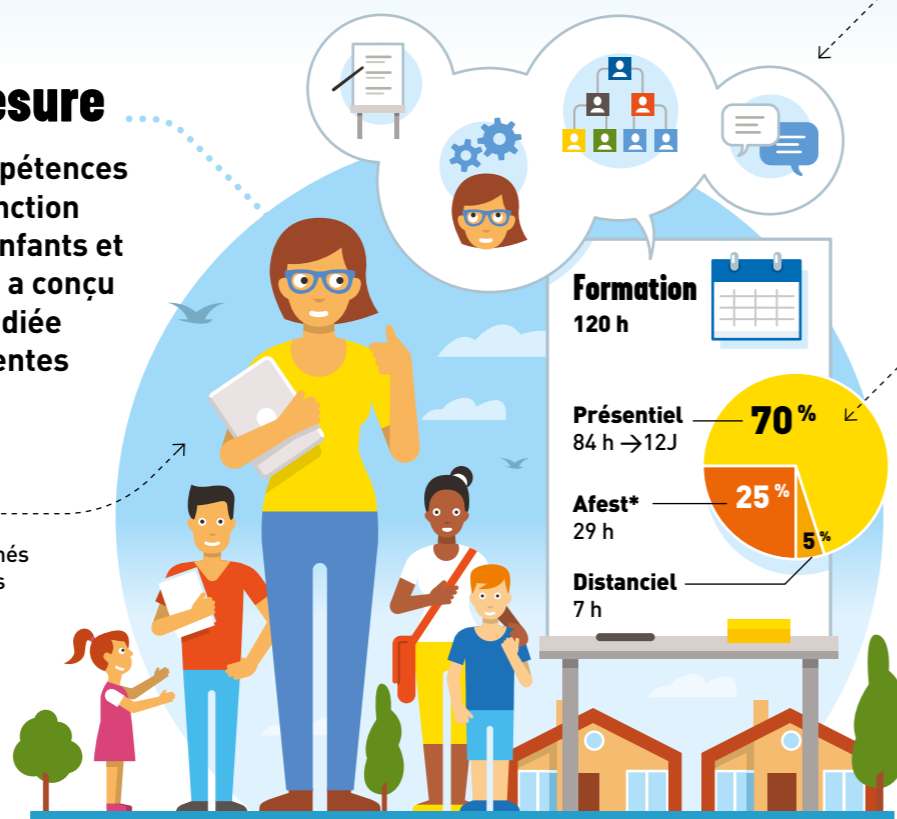 esure
pétences
nction
nfants et
a conçu
diée
entes
nés
s
Formation
120 h
Présentiel
84 h →12J
70 %
Afest*
29 h
25 %
5 %
Distanciel
7 h